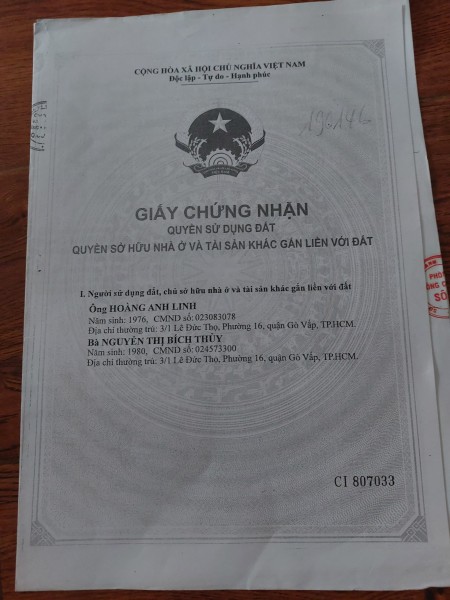 CỘNG HÒA XÃ HỘI CHỦ NGHĨA VIỆT NAM
Độc lập - Tự do - Hạnh phúc
GIẤY CHỨNG NHẬN
QUYỀN SỬ DỤNG ĐẤT
QUYỀN SỞ HỮU NHÀ Ở VÀ TÀI SẢN KHÁC GẮN LIỀN VỚI ĐẤT
I. Người sử dụng đất, chủ sở hữu nhà ở và tài sản khác gắn liền với đất
Ông HOÀNG ANH LINH
Năm sinh: 1976, CMND số: 023083078
Địa chỉ thường trú: 3/1 Lê Đức Thọ, Phường 16, quận Gò Vấp, TP.HCM.
Bà NGUYỄN THỊ BÍCH THỦY
Năm sinh: 1980, CMND số: 024573300
Địa chỉ thường trú: 3/1 Lê Đức Thọ, Phường 16, quận Gò Vấp, TP.HCM.
CI 807033